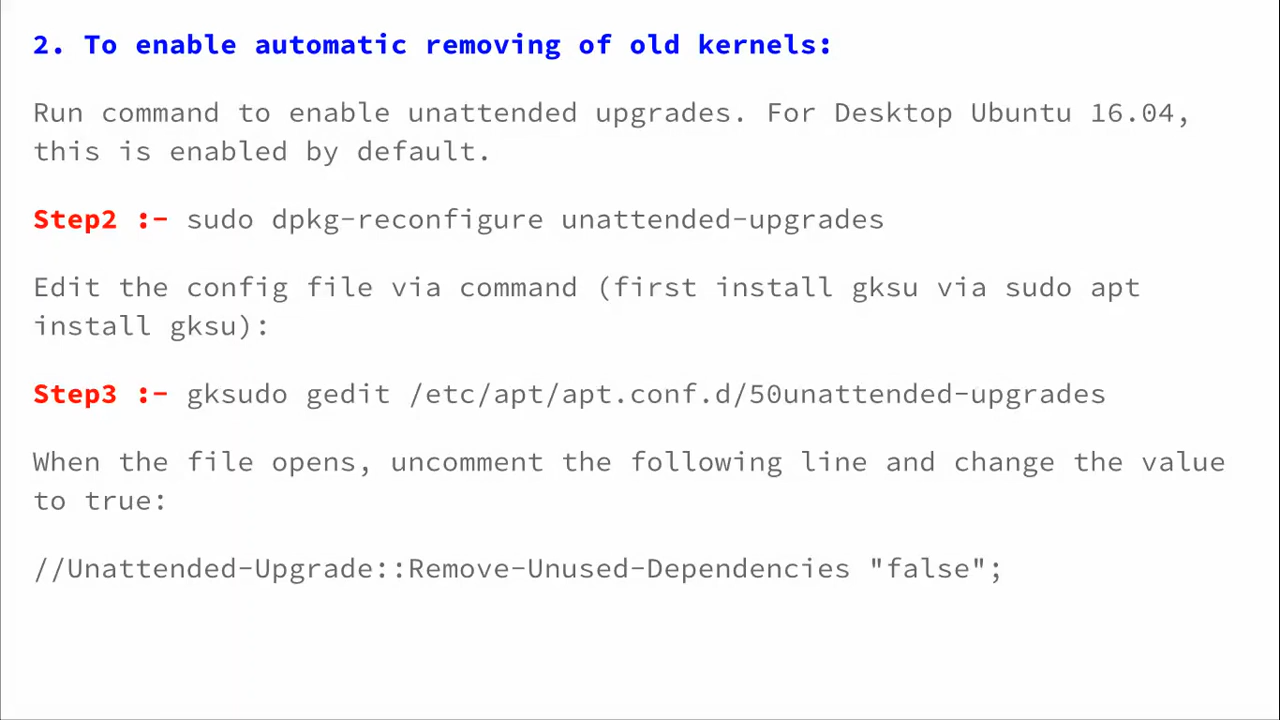 2. To enable automatic removing of old kernels:
Run command to enable unattended upgrades. For Desktop Ubuntu 16.04,
this is enabled by default.
Step2 :- sudo dpkg-reconfigure unattended-upgrades
Edit the config file via command (first install gksu via sudo apt
install gksu):
Step3 :- gksudo gedit /etc/apt/apt.conf.d/50unattended-upgrades
When the file opens, uncomment the following line and change the value
to true:
//Unattended-Upgrade::Remove-Unused-Dependencies "false";